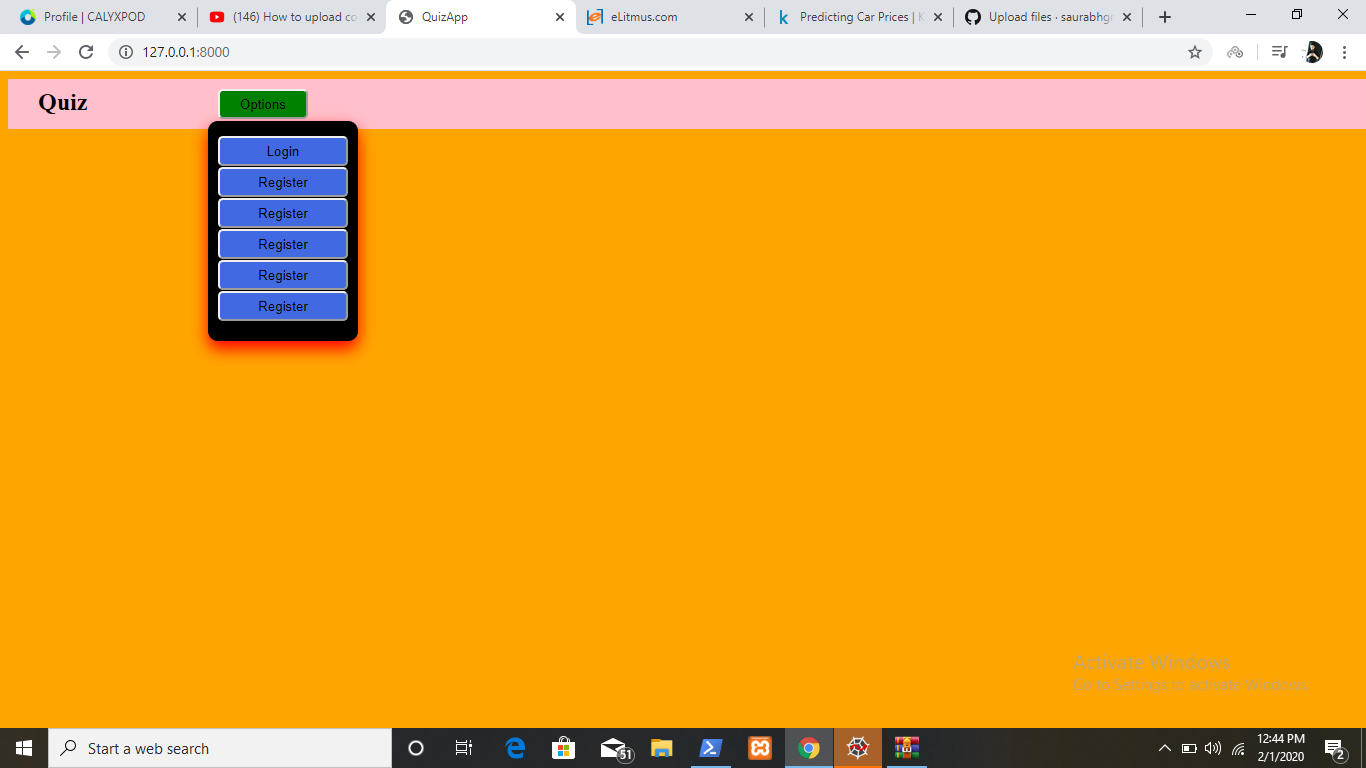 Profile | CALYXPOD
(146) How to upload co
QuizApp
eLitmus.com
Predicting Car Prices | K
Upload files · saurabhgr
127.0.0.1:8000
Quiz
Options
Login
Register
Register
Register
Register
Register
Activate Windows
Go to Settings to activate Windows.
Start a web search
51
12:44 PM
2/1/2020
2